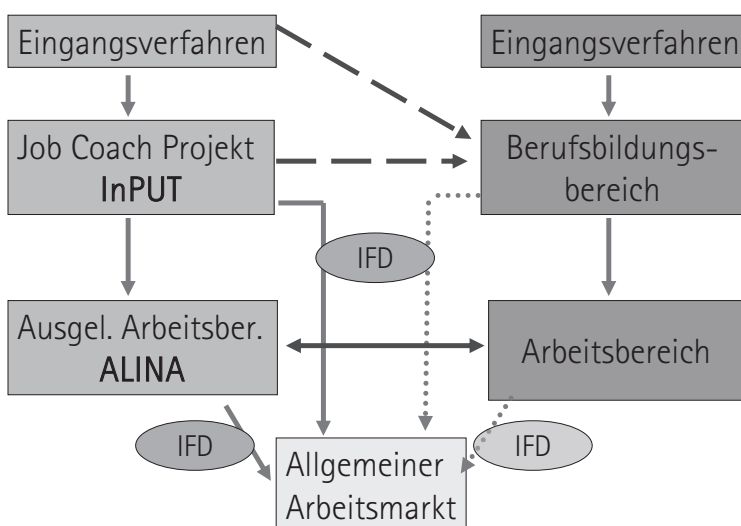 Eingangsverfahren
Eingangsverfahren
Job Coach Projekt
InPUT
Berufsbildungs-
bereich
IFD
Ausgel. Arbeitsber.
ALINA
Arbeitsbereich
IFD
IFD
Allgemeiner
Arbeitsmarkt